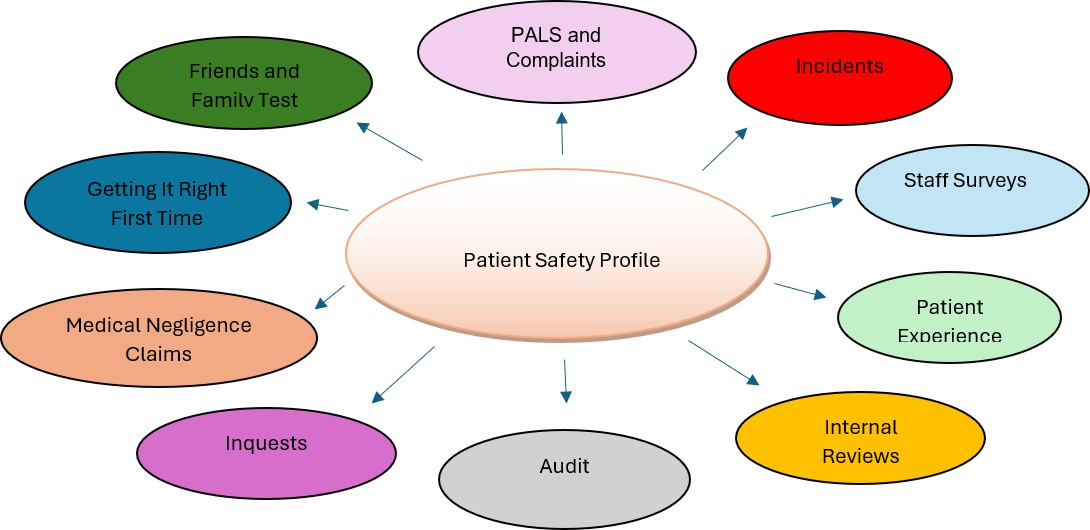 PALS and
Complaints
Friends and
Family Test
Incidents
Getting It Right
First Time
Staff Surveys
Patient Safety Profile
Patient
Experience
Medical Negligence
Claims
Internal
Reviews
Inquests
Audit